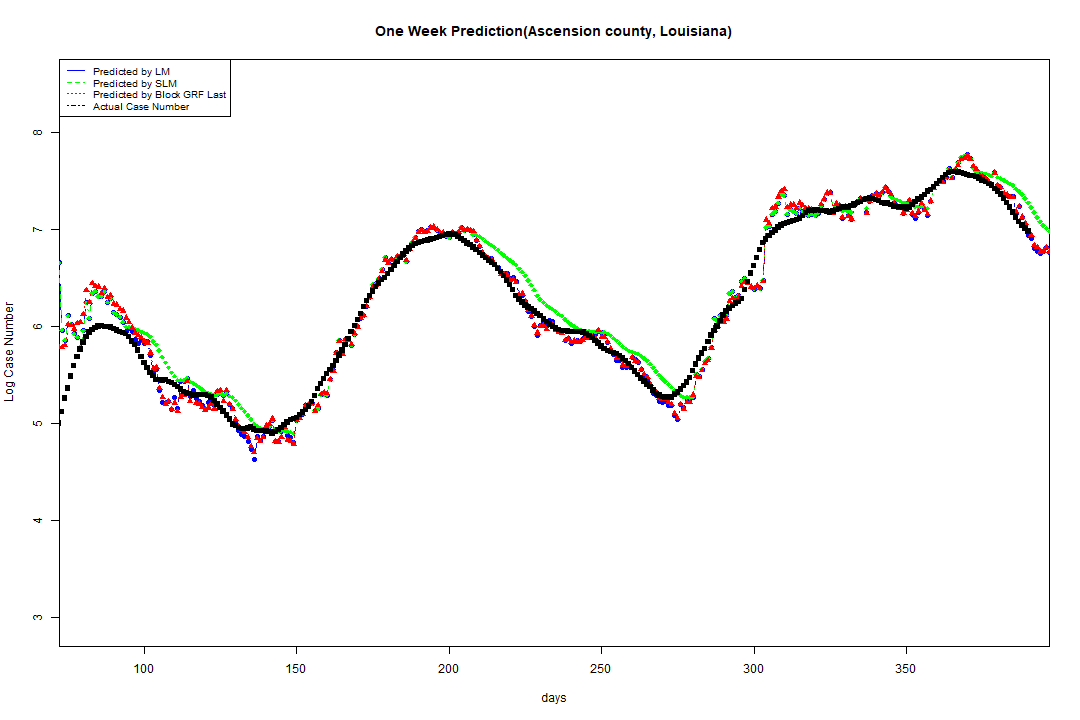 One Week Prediction(Ascension county, Louisiana)
Predicted by LM
Predicted by SLM
Predicted by Block GRF Last
Actual Case Number
Log Case Number
8
7
6
5
4
3
100 150 200 250 300 350
days